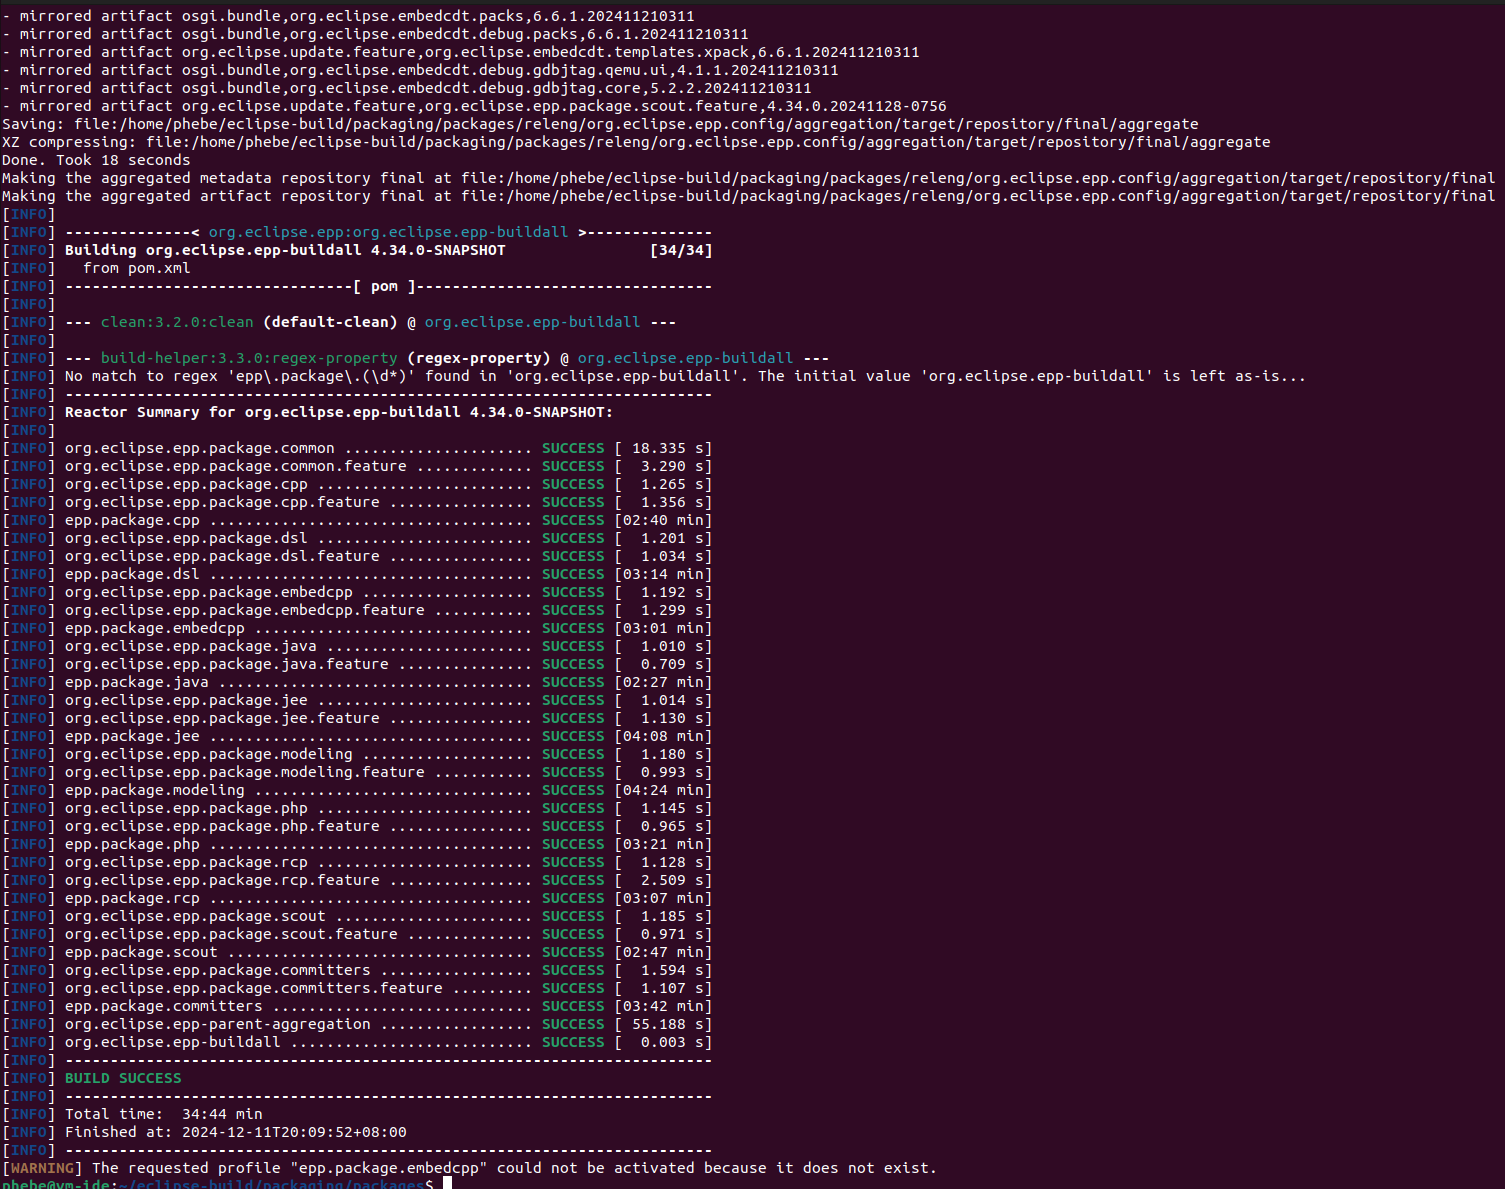 - mirrored artifact osgi.bundle,org.eclipse.embedcdt.packs,6.6.1.202411210311
- mirrored artifact osgi.bundle,org.eclipse.embedcdt.debug.packs,6.6.1.202411210311
- mirrored artifact org.eclipse.update.feature,org.eclipse.embedcdt.templates.xpack,6.6.1.202411210311
- mirrored artifact osgi.bundle,org.eclipse.embedcdt.debug.gdbjtag.qemu.ui,4.1.1.202411210311
- mirrored artifact osgi.bundle,org.eclipse.embedcdt.debug.gdbjtag.core,5.2.2.202411210311
- mirrored artifact org.eclipse.update.feature,org.eclipse.epp.package.scout.feature,4.34.0.20241128-0756
Saving: file:/home/phebe/eclipse-build/packaging/packages/releng/org.eclipse.epp.config/aggregation/target/repository/final/aggregate
XZ compressing: file:/home/phebe/eclipse-build/packaging/packages/releng/org.eclipse.epp.config/aggregation/target/repository/final/aggregate
Done. Took 18 seconds
Making the aggregated metadata repository final at file:/home/phebe/eclipse-build/packaging/packages/releng/org.eclipse.epp.config/aggregation/target/repository/final
Making the aggregated artifact repository final at file:/home/phebe/eclipse-build/packaging/packages/releng/org.eclipse.epp.config/aggregation/target/repository/final
[INFO]
[INFO] --------------< org.eclipse.epp:org.eclipse.epp-buildall >--------------
[INFO] Building org.eclipse.epp-buildall 4.34.0-SNAPSHOT                [34/34]
[INFO]   from pom.xml
[INFO] --------------------------------[ pom ]---------------------------------
[INFO]
[INFO] --- clean:3.2.0:clean (default-clean) @ org.eclipse.epp-buildall ---
[INFO]
[INFO] --- build-helper:3.3.0:regex-property (regex-property) @ org.eclipse.epp-buildall ---
[INFO] No match to regex 'epp\.package\.(\d*)' found in 'org.eclipse.epp-buildall'. The initial value 'org.eclipse.epp-buildall' is left as-is...
[INFO] ------------------------------------------------------------------------
[INFO] Reactor Summary for org.eclipse.epp-buildall 4.34.0-SNAPSHOT:
[INFO]
[INFO] org.eclipse.epp.package.common ..................... SUCCESS [ 18.335 s]
[INFO] org.eclipse.epp.package.common.feature ............. SUCCESS [  3.290 s]
[INFO] org.eclipse.epp.package.cpp ........................ SUCCESS [  1.265 s]
[INFO] org.eclipse.epp.package.cpp.feature ................ SUCCESS [  1.356 s]
[INFO] epp.package.cpp .................................... SUCCESS [02:40 min]
[INFO] org.eclipse.epp.package.dsl ........................ SUCCESS [  1.201 s]
[INFO] org.eclipse.epp.package.dsl.feature ................ SUCCESS [  1.034 s]
[INFO] epp.package.dsl .................................... SUCCESS [03:14 min]
[INFO] org.eclipse.epp.package.embedcpp ................... SUCCESS [  1.192 s]
[INFO] org.eclipse.epp.package.embedcpp.feature ........... SUCCESS [  1.299 s]
[INFO] epp.package.embedcpp ............................... SUCCESS [03:01 min]
[INFO] org.eclipse.epp.package.java ....................... SUCCESS [  1.010 s]
[INFO] org.eclipse.epp.package.java.feature ............... SUCCESS [  0.709 s]
[INFO] epp.package.java ................................... SUCCESS [02:27 min]
[INFO] org.eclipse.epp.package.jee ........................ SUCCESS [  1.014 s]
[INFO] org.eclipse.epp.package.jee.feature ................ SUCCESS [  1.130 s]
[INFO] epp.package.jee .................................... SUCCESS [04:08 min]
[INFO] org.eclipse.epp.package.modeling ................... SUCCESS [  1.180 s]
[INFO] org.eclipse.epp.package.modeling.feature ........... SUCCESS [  0.993 s]
[INFO] epp.package.modeling ............................... SUCCESS [04:24 min]
[INFO] org.eclipse.epp.package.php ........................ SUCCESS [  1.145 s]
[INFO] org.eclipse.epp.package.php.feature ................ SUCCESS [  0.965 s]
[INFO] epp.package.php .................................... SUCCESS [03:21 min]
[INFO] org.eclipse.epp.package.rcp ........................ SUCCESS [  1.128 s]
[INFO] org.eclipse.epp.package.rcp.feature ................ SUCCESS [  2.509 s]
[INFO] epp.package.rcp .................................... SUCCESS [03:07 min]
[INFO] org.eclipse.epp.package.scout ...................... SUCCESS [  1.185 s]
[INFO] org.eclipse.epp.package.scout.feature .............. SUCCESS [  0.971 s]
[INFO] epp.package.scout .................................. SUCCESS [02:47 min]
[INFO] org.eclipse.epp.package.committers ................. SUCCESS [  1.594 s]
[INFO] org.eclipse.epp.package.committers.feature ......... SUCCESS [  1.107 s]
[INFO] epp.package.committers ............................. SUCCESS [03:42 min]
[INFO] org.eclipse.epp-parent-aggregation ................. SUCCESS [ 55.188 s]
[INFO] org.eclipse.epp-buildall ........................... SUCCESS [  0.003 s]
[INFO] ------------------------------------------------------------------------
[INFO] BUILD SUCCESS
[INFO] ------------------------------------------------------------------------
[INFO] Total time:  34:44 min
[INFO] Finished at: 2024-12-11T20:09:52+08:00
[INFO] ------------------------------------------------------------------------
[WARNING] The requested profile "epp.package.embedcpp" could not be activated because it does not exist.
phebe@vm-ide:~/eclipse-build/packaging/packages$